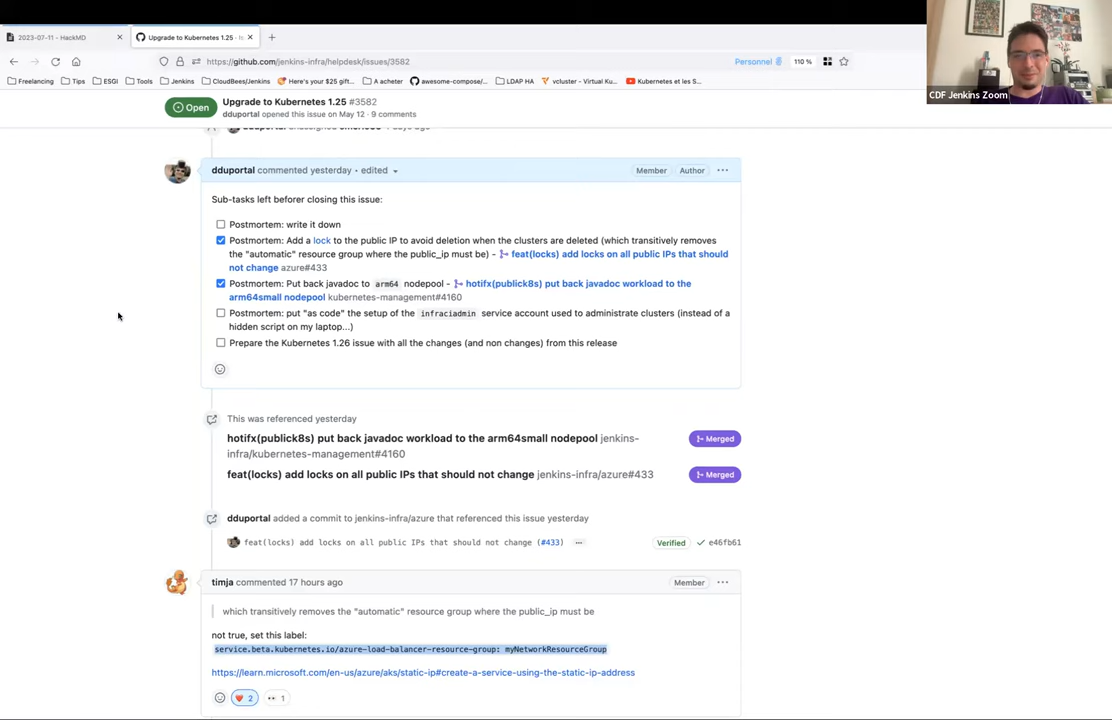 2023-07-11 - HackMD
Upgrade to Kubernetes 1.25
https://github.com/jenkins-infra/helpdesk/issues/3582
Personnel
110 %
Freelancing
Tips
ESGI
Tools
Jenkins
CloudBees/Jenkins
Here's your $25 gift...
A acheter
awesome-compose/...
LDAP HA
vcluster - Virtual Ku...
Kubernetes et les S...
CDF Jenkins Zoom
Open
Upgrade to Kubernetes 1.25 #3582
dduportal opened this issue on May 12 · 9 comments
dduportal commented yesterday • edited
Member
Author
Sub-tasks left beforer closing this issue:
Postmortem: write it down
Postmortem: Add a lock to the public IP to avoid deletion when the clusters are deleted (which transitively removes
the "automatic" resource group where the public_ip must be) - feat(locks) add locks on all public IPs that should
not change azure#433
Postmortem: Put back javadoc to arm64 nodepool - hotifx(publick8s) put back javadoc workload to the
arm64small nodepool kubernetes-management#4160
Postmortem: put "as code" the setup of the infraciadmin service account used to administrate clusters (instead of a
hidden script on my laptop...)
Prepare the Kubernetes 1.26 issue with all the changes (and non changes) from this release
This was referenced yesterday
hotifx(publick8s) put back javadoc workload to the arm64small nodepool jenkins-
infra/kubernetes-management#4160
Merged
feat(locks) add locks on all public IPs that should not change jenkins-infra/azure#433
Merged
dduportal added a commit to jenkins-infra/azure that referenced this issue yesterday
feat(locks) add locks on all public IPs that should not change (#433) ...
Verified
e46fb61
timja commented 17 hours ago
Member
which transitively removes the "automatic" resource group where the public_ip must be
not true, set this label:
service.beta.kubernetes.io/azure-load-balancer-resource-group: myNetworkResourceGroup
https://learn.microsoft.com/en-us/azure/aks/static-ip#create-a-service-using-the-static-ip-address
2
1